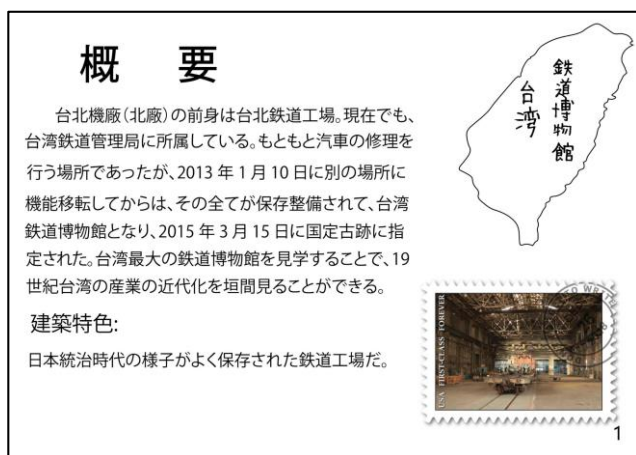 概 要
台北機廠（北廠）の前身は台北鉄道工場。現在でも、
台湾鉄道管理局に所属している。もともと汽車の修理を
行う場所であったが、2013 年 1 月 10 日に別の場所に
機能移転してからは、その全てが保存整備されて、台湾
鉄道博物館となり、2015 年 3 月 15 日に国定古跡に指
定された。台湾最大の鉄道博物館を見学することで、19
世紀台湾の産業の近代化を垣間見ることができる。
建築特色:
日本統治時代の様子がよく保存された鉄道工場だ。
鉄道博物館
台湾
USA FIRST-CLASS FOREVER
TO WRITE
1